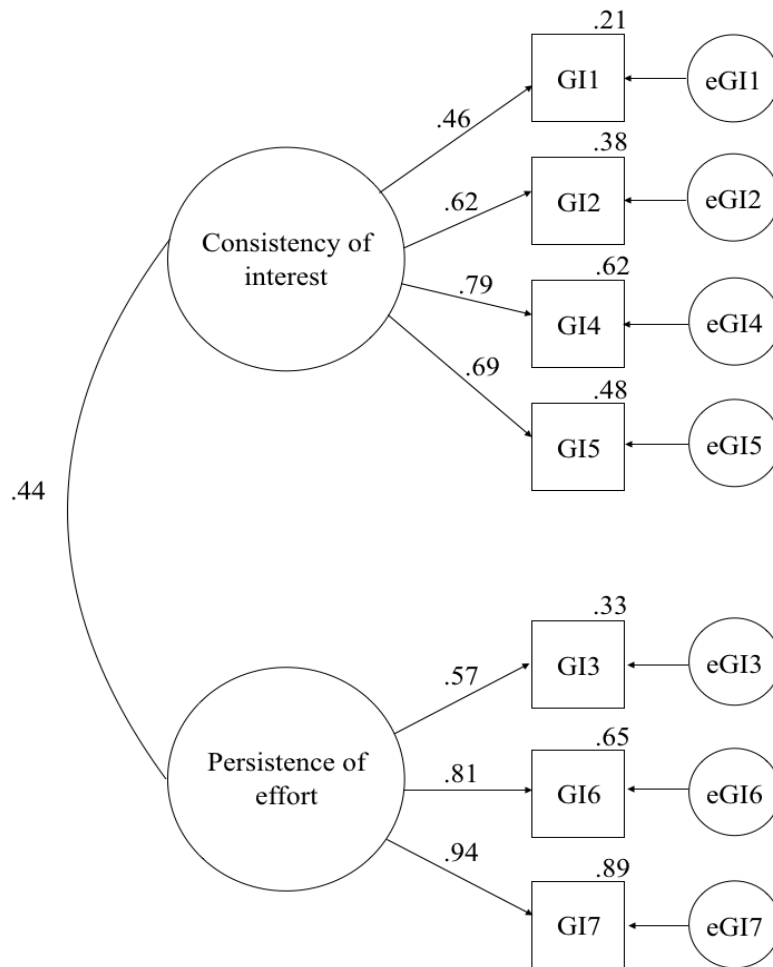 .21
GI1
eGI1
.46
.38
.62
GI2
eGI2
Consistency of
interest
.62
.79
GI4
eGI4
.69
.48
GI5
eGI5
.44
.33
GI3
eGI3
.57
.65
Persistence of
effort
.81
GI6
eGI6
.94
.89
GI7
eGI7